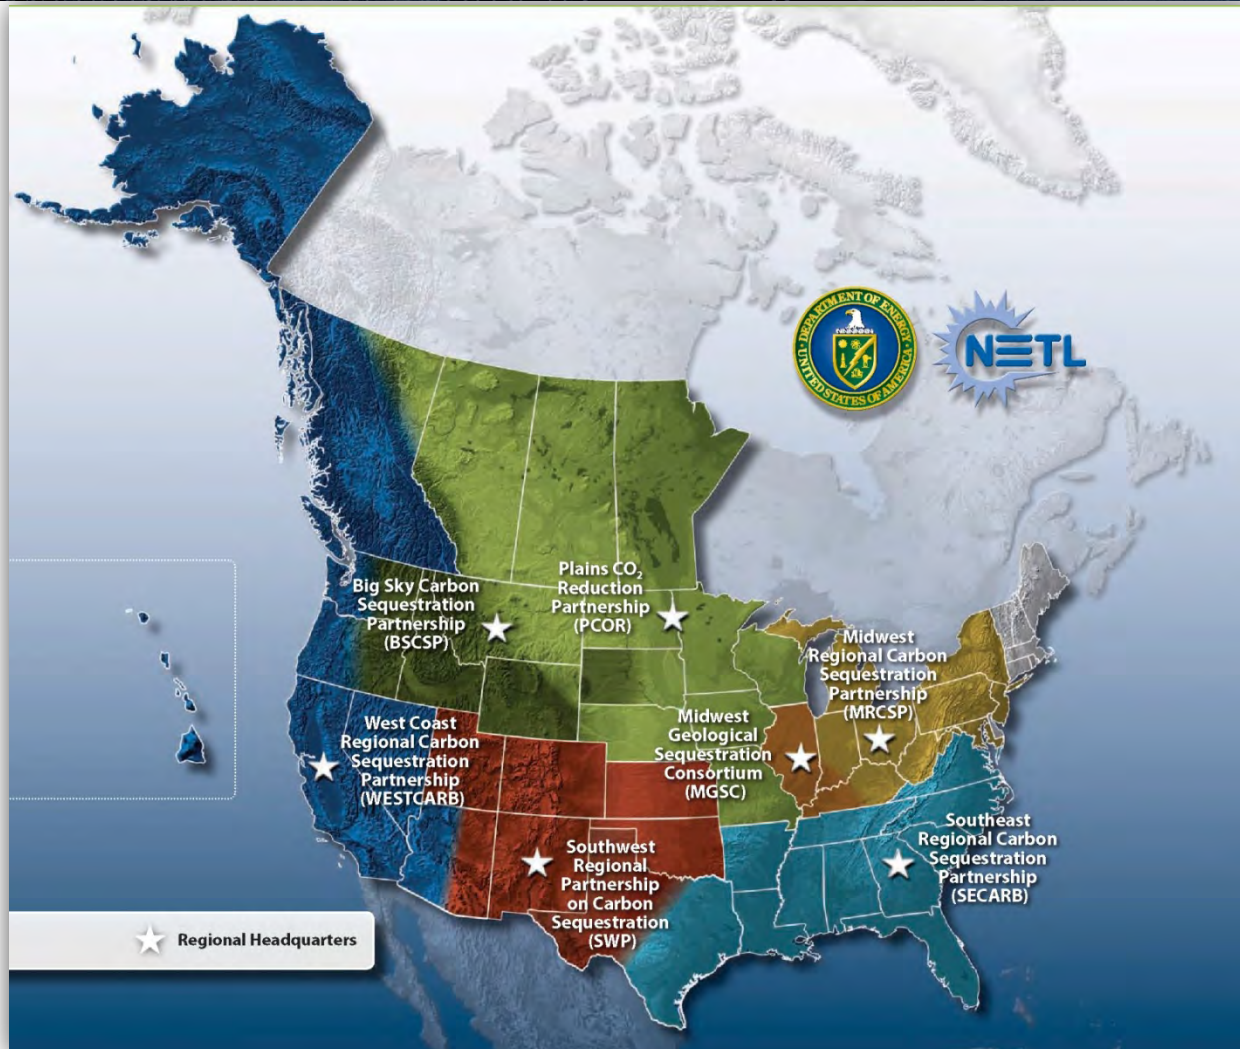 DEPARTMENT OF ENERGY
UNITED STATES OF AMERICA
NETL
Big Sky Carbon
Sequestration
Partnership
(BSCSP)
Plains CO₂
Reduction
Partnership
(PCOR)
Midwest
Regional Carbon
Sequestration
Partnership
(MRCSP)
West Coast
Regional Carbon
Sequestration
Partnership
(WESTCARB)
Midwest
Geological
Sequestration
Consortium
(MGSC)
Southwest
Regional
Partnership
on Carbon
Sequestration
(SWP)
Southeast
Regional Carbon
Sequestration
Partnership
(SECARB)
Regional Headquarters